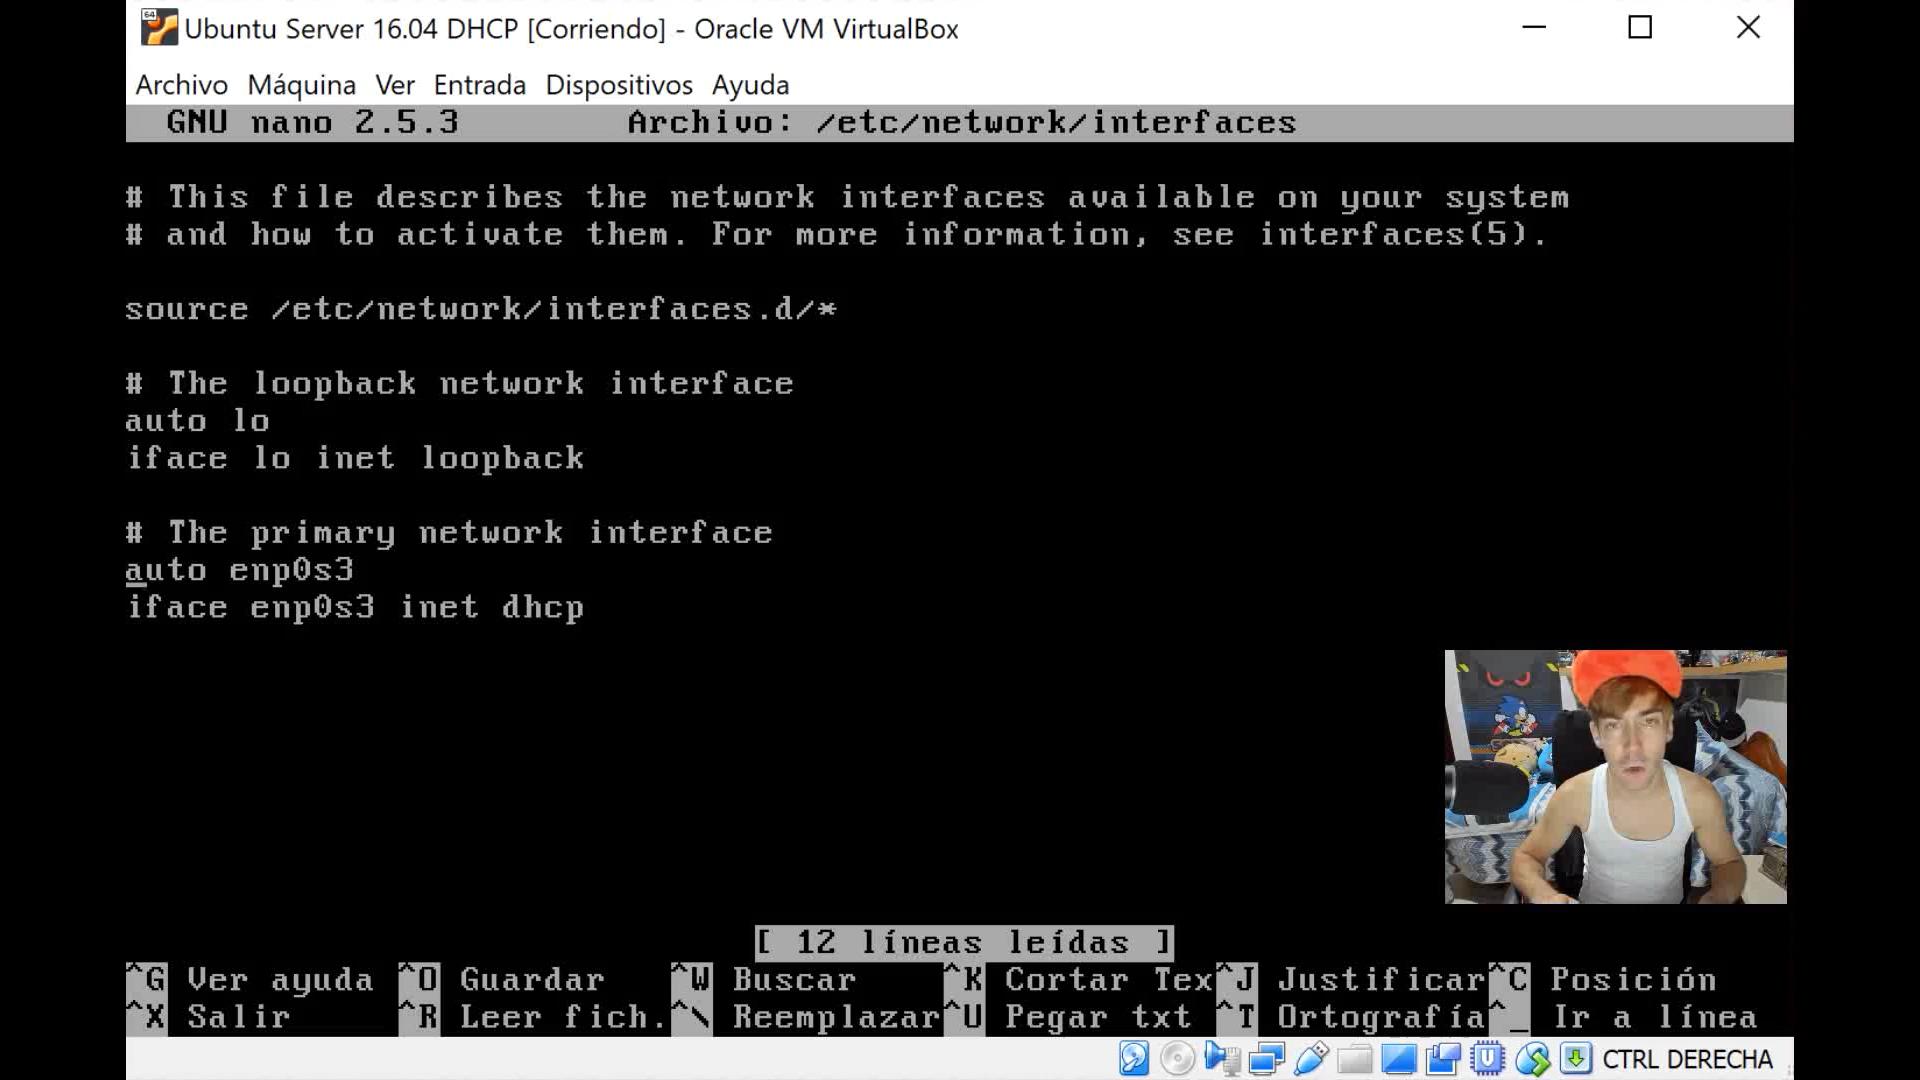 Ubuntu Server 16.04 DHCP [Corriendo] - Oracle VM VirtualBox
Archivo Máquina Ver Entrada Dispositivos Ayuda
GNU nano 2.5.3 Archivo: /etc/network/interfaces
# This file describes the network interfaces available on your system
# and how to activate them. For more information, see interfaces(5).
source /etc/network/interfaces.d/*
# The loopback network interface
auto lo
iface lo inet loopback
# The primary network interface
auto enp0s3
iface enp0s3 inet dhcp
[ 12 líneas leídas ]
^G Ver ayuda ^O Guardar ^W Buscar ^K Cortar Tex ^J Justificar ^C Posición
^X Salir ^R Leer fich. ^\ Reemplazar ^U Pegar txt ^T Ortografía ^_ Ir a línea
CTRL DERECHA